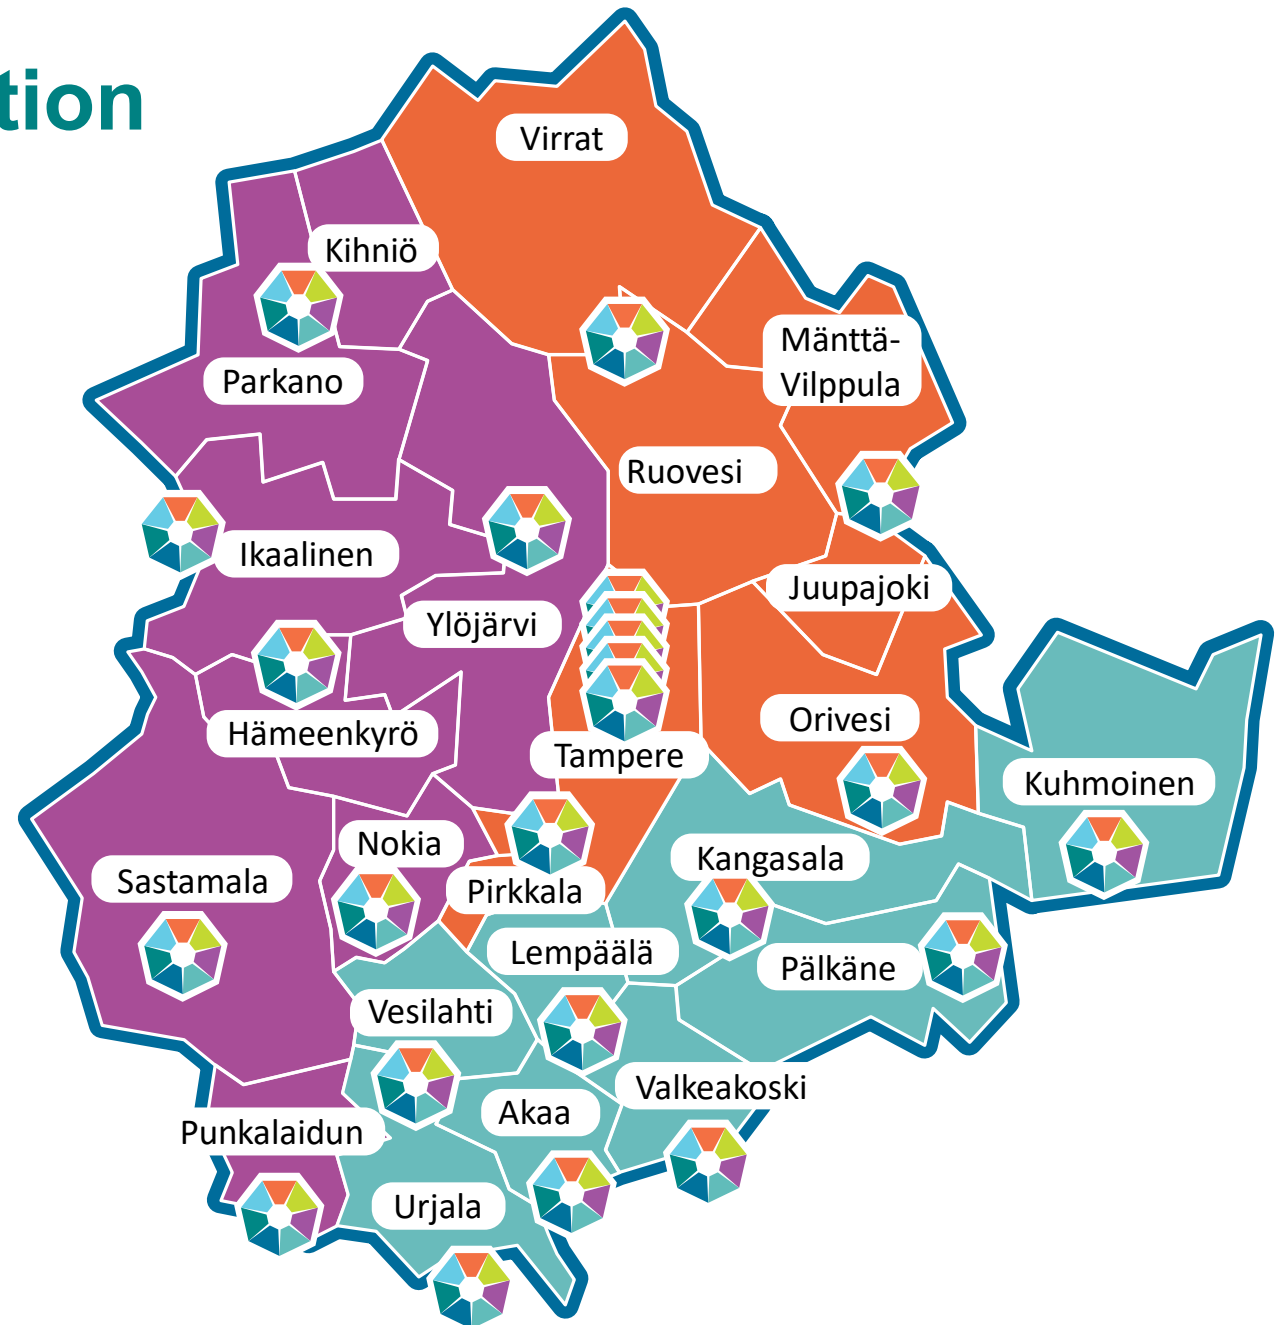 tion
Virrat
Kihniö
Mänttä-
Vilppula
Parkano
Ruovesi
Ikaalinen
Juupajoki
Ylöjärvi
Hämeenkyrö
Orivesi
Tampere
Kuhmoinen
Nokia
Kangasala
Sastamala
Pirkkala
Lempäälä
Pälkäne
Vesilahti
Valkeakoski
Akaa
Punkalaidun
Urjala